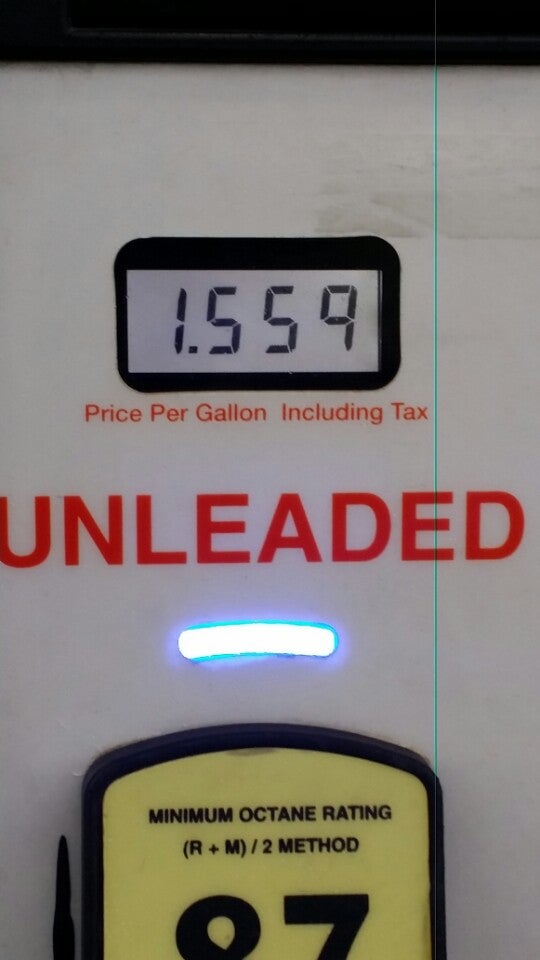 1.559
Price Per Gallon Including Tax
UNLEADED
MINIMUM OCTANE RATING
(R + M) / 2 METHOD
87